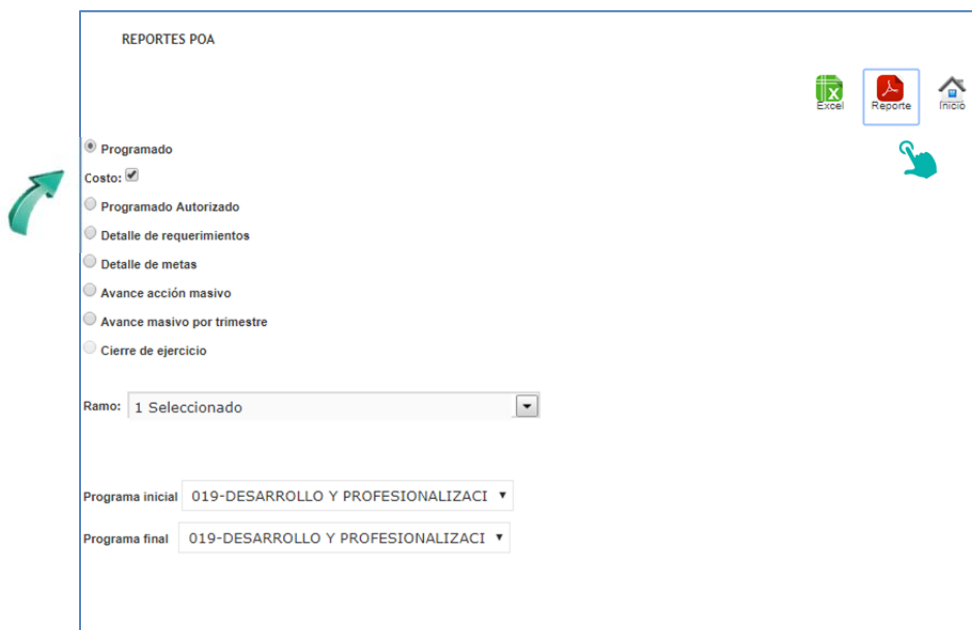 REPORTES POA
Excel Reporte Inicio
Programado
Costo:
Programado Autorizado
Detalle de requerimientos
Detalle de metas
Avance acción masivo
Avance masivo por trimestre
Cierre de ejercicio
Ramo: 1 Seleccionado
Programa inicial 019-DESARROLLO Y PROFESIONALIZACI
Programa final 019-DESARROLLO Y PROFESIONALIZACI